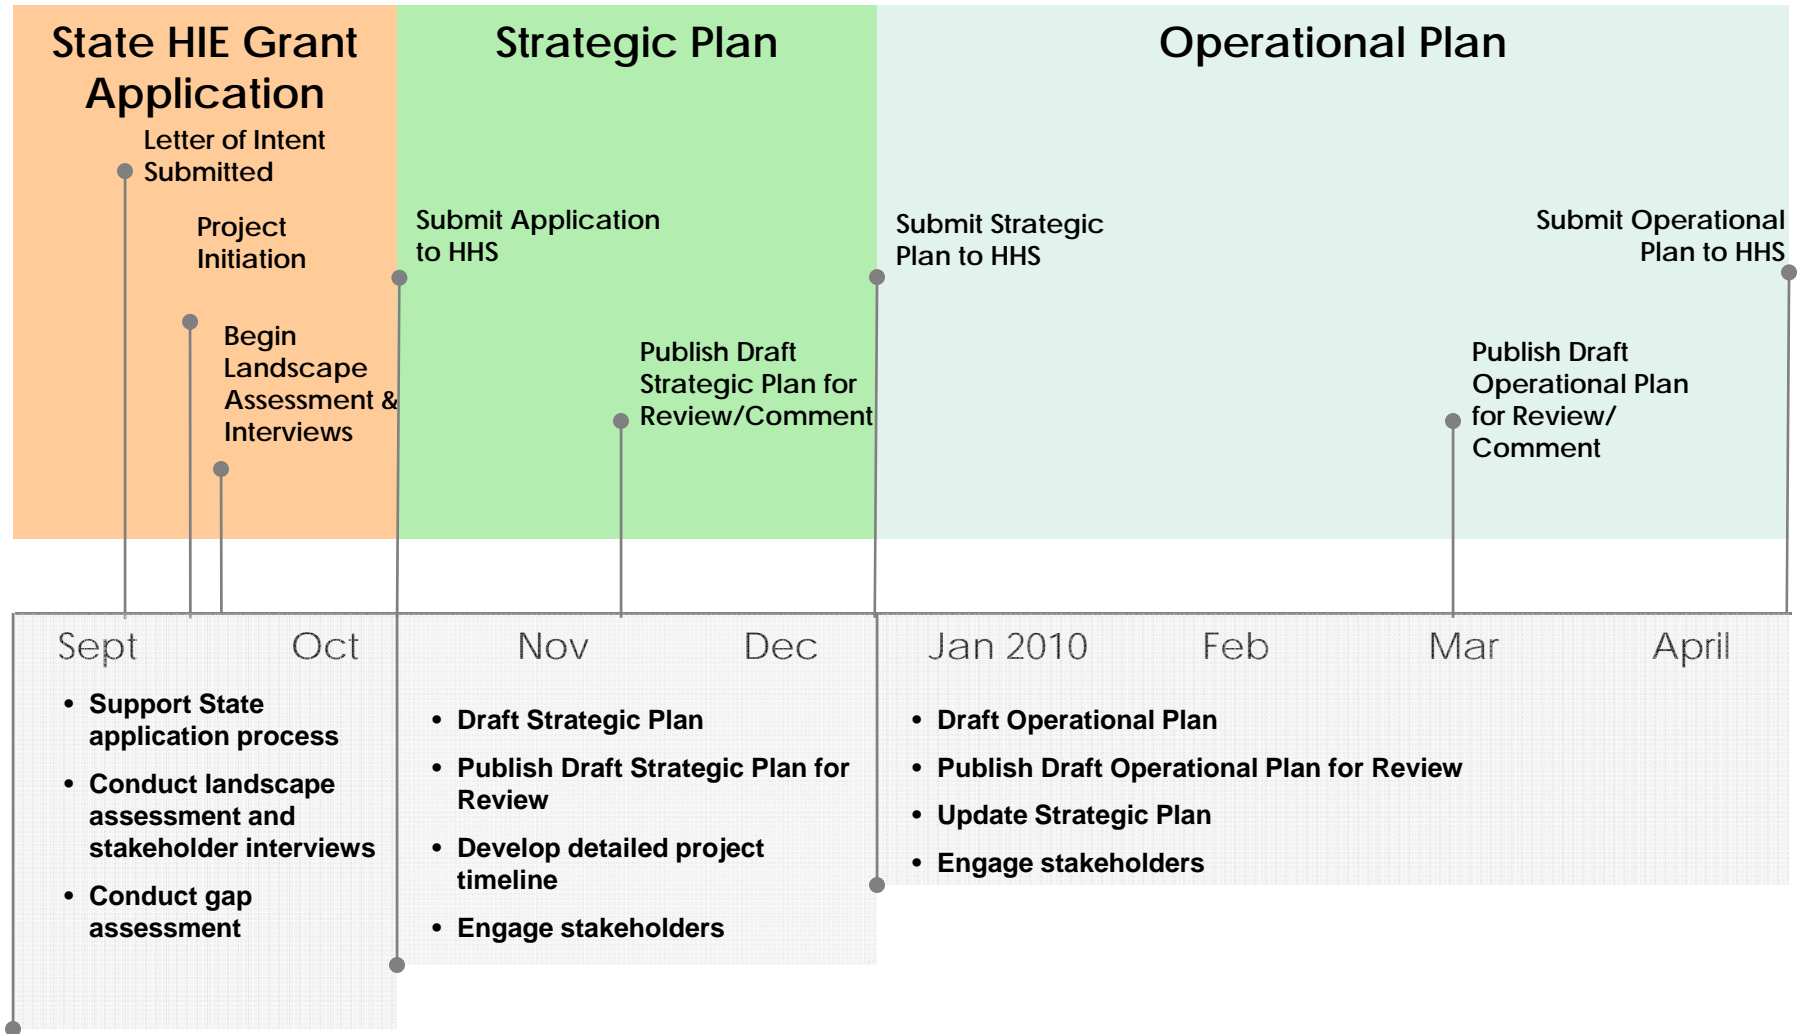 State HIE Grant
Application
Strategic Plan
Operational Plan
Letter of Intent
Submitted
Project
Initiation
Begin
Landscape
Assessment &
Interviews
Submit Application
to HHS
Publish Draft
Strategic Plan for
Review/Comment
Submit Strategic
Plan to HHS
Publish Draft
Operational Plan
for Review/
Comment
Submit Operational
Plan to HHS
Sept
Oct
Nov
Dec
Jan 2010
Feb
Mar
April
• Support State
application process
• Conduct landscape
assessment and
stakeholder interviews
• Conduct gap
assessment
• Draft Strategic Plan
• Publish Draft Strategic Plan for
Review
• Develop detailed project
timeline
• Engage stakeholders
• Draft Operational Plan
• Publish Draft Operational Plan for Review
• Update Strategic Plan
• Engage stakeholders